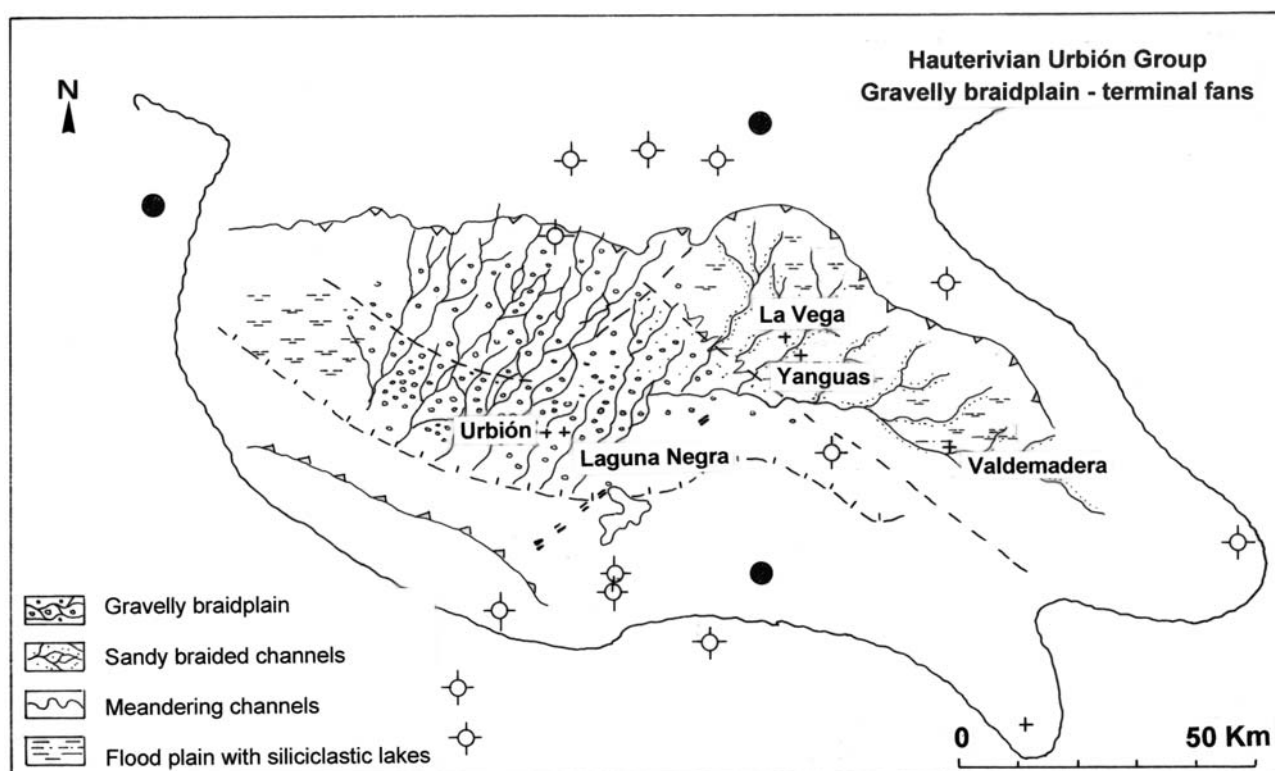 Hauterivian Urbión Group
Gravelly braidplain - terminal fans
N
La Vega
Yanguas
Urbión
Laguna Negra
Valdemadera
Gravelly braidplain
Sandy braided channels
Meandering channels
Flood plain with siliciclastic lakes
0 50 Km